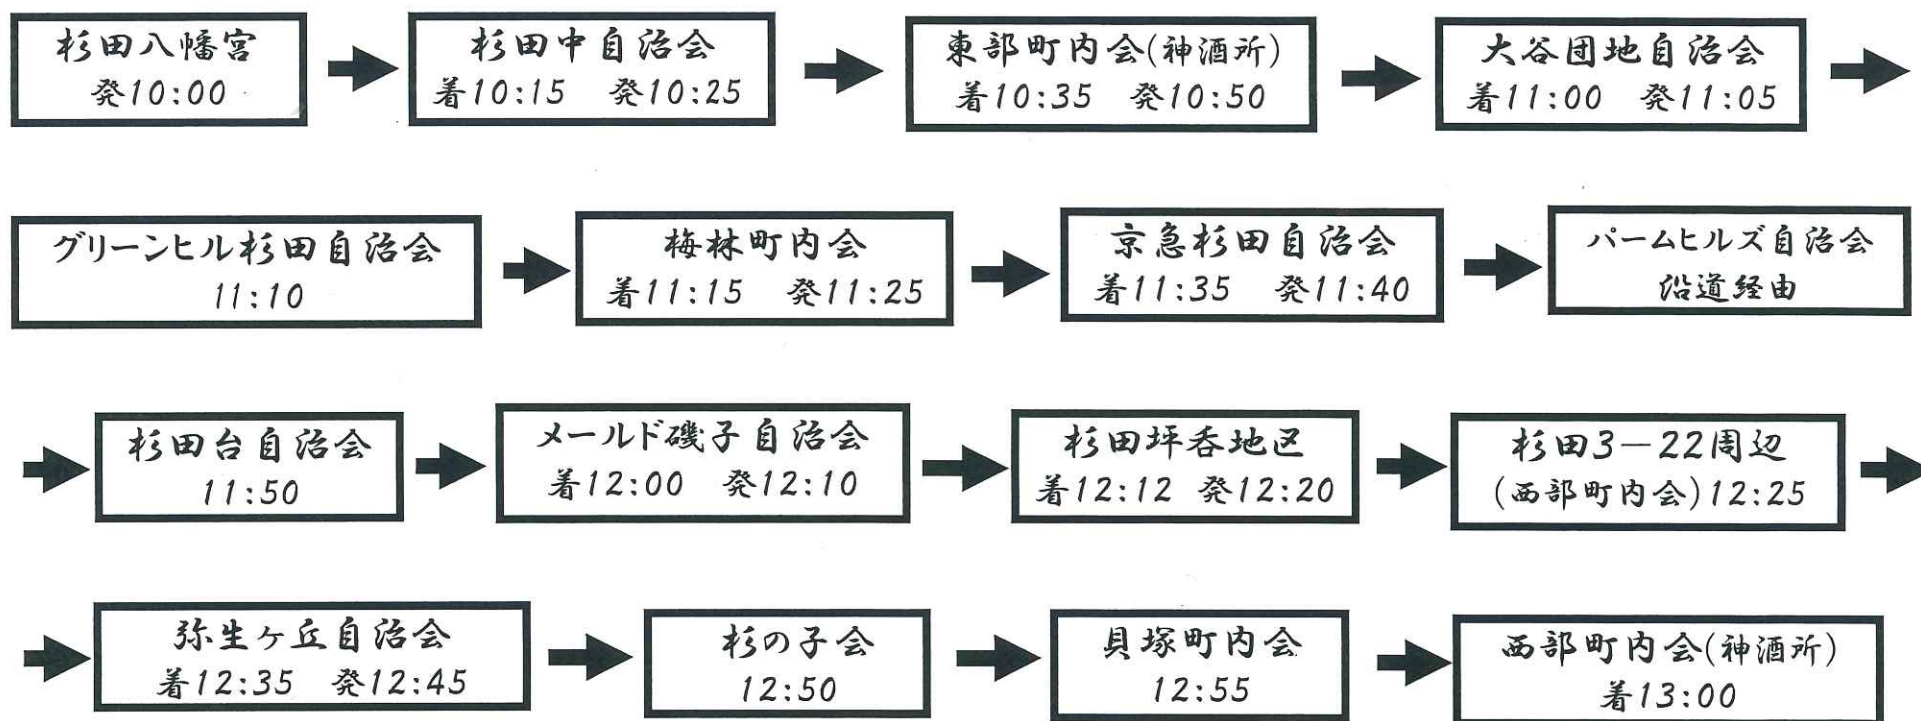 杉田八幡宮
発10:00
杉田中自治会
着10:15 発10:25
東部町内会(神酒所)
着10:35 発10:50
大谷団地自治会
着11:00 発11:05
グリーンヒル杉田自治会
11:10
梅林町内会
着11:15 発11:25
京急杉田自治会
着11:35 発11:40
パームヒルズ自治会
沿道経由
杉田台自治会
11:50
メールド磯子自治会
着12:00 発12:10
杉田坪呑地区
着12:12 発12:20
杉田3-22周辺
(西部町内会)12:25
弥生ヶ丘自治会
着12:35 発12:45
杉の子会
12:50
貝塚町内会
12:55
西部町内会(神酒所)
着13:00